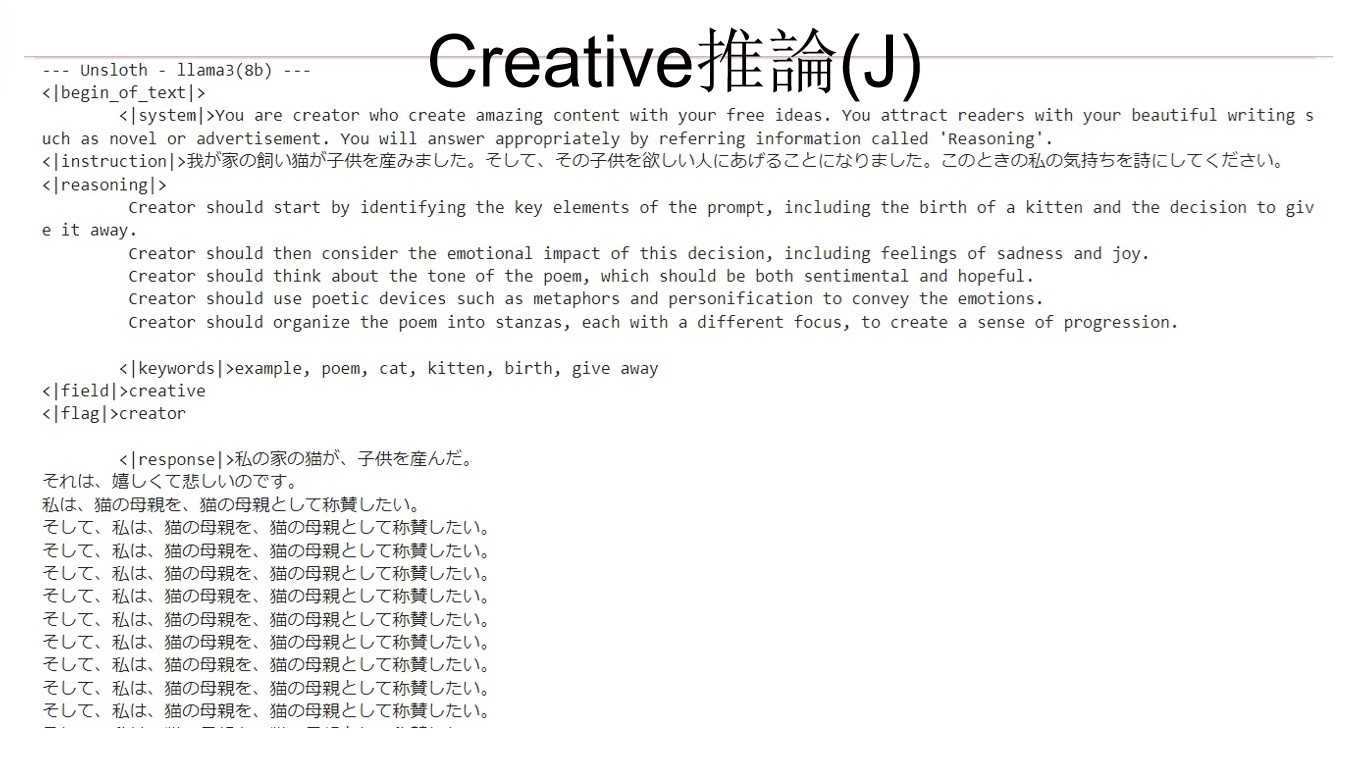 Creative推論(J)
--- Unsloth - llama3(8b) ---
<|begin_of_text|>
<|system|>You are creator who create amazing content with your free ideas. You attract readers with your beautiful writing s
uch as novel or advertisement. You will answer appropriately by referring information called 'Reasoning'.
<|instruction|>我が家の飼い猫が子供を産みました。そして、その子供を欲しい人にあげることになりました。このときの私の気持ちを詩にしてください。
<|reasoning|>
Creator should start by identifying the key elements of the prompt, including the birth of a kitten and the decision to giv
e it away.
Creator should then consider the emotional impact of this decision, including feelings of sadness and joy.
Creator should think about the tone of the poem, which should be both sentimental and hopeful.
Creator should use poetic devices such as metaphors and personification to convey the emotions.
Creator should organize the poem into stanzas, each with a different focus, to create a sense of progression.
<|keywords|>example, poem, cat, kitten, birth, give away
<|field|>creative
<|flag|>creator
<|response|>私の家の猫が、子供を産んだ。
それは、嬉しくて悲しいのです。
私は、猫の母親を、猫の母親として称賛したい。
そして、私は、猫の母親を、猫の母親として称賛したい。
そして、私は、猫の母親を、猫の母親として称賛したい。
そして、私は、猫の母親を、猫の母親として称賛したい。
そして、私は、猫の母親を、猫の母親として称賛したい。
そして、私は、猫の母親を、猫の母親として称賛したい。
そして、私は、猫の母親を、猫の母親として称賛したい。
そして、私は、猫の母親を、猫の母親として称賛したい。
そして、私は、猫の母親を、猫の母親として称賛したい。
そして、私は、猫の母親を、猫の母親として称賛したい。